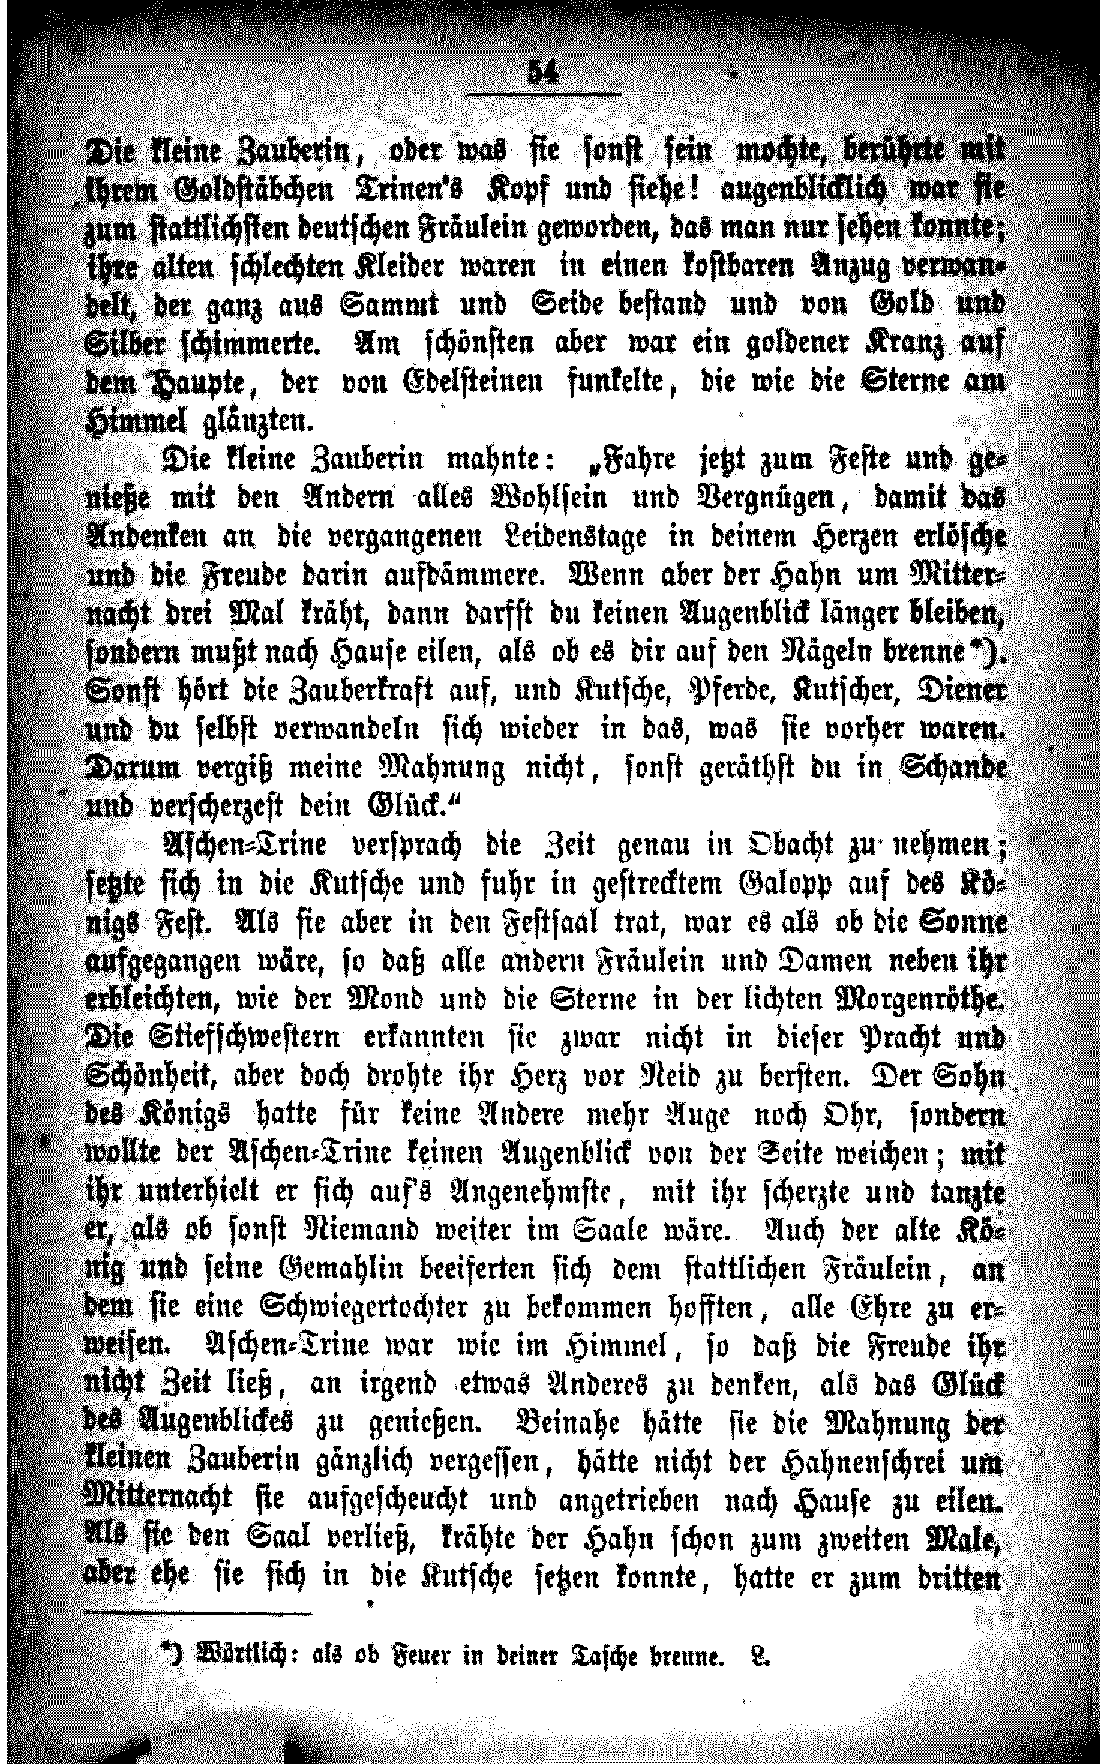 54
Die kleine Zauberin, oder was sie sonst sein mochte, berührte mit
ihrem Goldstäbchen Trinen's Kopf und siehe! augenblicklich war sie
zum stattlichsten deutschen Fräulein geworden, das man nur sehen konnte;
ihre alten schlechten Kleider waren in einen kostbaren Anzug verwan-
delt, der ganz aus Sammt und Seide bestand und von Gold und
Silber schimmerte. Am schönsten aber war ein goldener Kranz auf
dem Haupte, der von Edelsteinen funkelte, die wie die Sterne am
Himmel glänzten.
Die kleine Zauberin mahnte: „Fahre jetzt zum Feste und ge-
nieße mit den Andern alles Wohlsein und Vergnügen, damit das
Andenken an die vergangenen Leidenstage in deinem Herzen erlösche
und die Freude darin aufdämmere. Wenn aber der Hahn um Mitter-
nacht drei Mal kräht, dann darfst du keinen Augenblick länger bleiben,
sondern mußt nach Hause eilen, als ob es dir auf den Nägeln brenne*).
Sonst hört die Zauberkraft auf, und Kutsche, Pferde, Kutscher, Diener
und du selbst verwandeln sich wieder in das, was sie vorher waren.
Darum vergiß meine Mahnung nicht, sonst geräthst du in Schande
und verscherzest dein Glück.“
Aschen-Trine versprach die Zeit genau in Obacht zu nehmen;
setzte sich in die Kutsche und fuhr in gestrecktem Galopp auf des Kö-
nigs Fest. Als sie aber in den Festsaal trat, war es als ob die Sonne
aufgegangen wäre, so daß alle andern Fräulein und Damen neben ihr
erbleichten, wie der Mond und die Sterne in der lichten Morgenröthe.
Die Stiefschwestern erkannten sie zwar nicht in dieser Pracht und
Schönheit, aber doch drohte ihr Herz vor Neid zu bersten. Der Sohn
des Königs hatte für keine Andere mehr Auge noch Ohr, sondern
wollte der Aschen-Trine keinen Augenblick von der Seite weichen; mit
ihr unterhielt er sich auf's Angenehmste, mit ihr scherzte und tanzte
er, als ob sonst Niemand weiter im Saale wäre. Auch der alte Kö-
nig und seine Gemahlin beeiferten sich dem stattlichen Fräulein, an
dem sie eine Schwiegertochter zu bekommen hofften, alle Ehre zu er-
weisen. Aschen-Trine war wie im Himmel, so daß die Freude ihr
nicht Zeit ließ, an irgend etwas Anderes zu denken, als das Glück
des Augenblickes zu genießen. Beinahe hätte sie die Mahnung der
kleinen Zauberin gänzlich vergessen, hätte nicht der Hahnenschrei um
Mitternacht sie aufgescheucht und angetrieben nach Hause zu eilen.
Als sie den Saal verließ, krähte der Hahn schon zum zweiten Male,
aber ehe sie sich in die Kutsche setzen konnte, hatte er zum dritten
*) Wörtlich: als ob Feuer in deiner Tasche brenne. L.